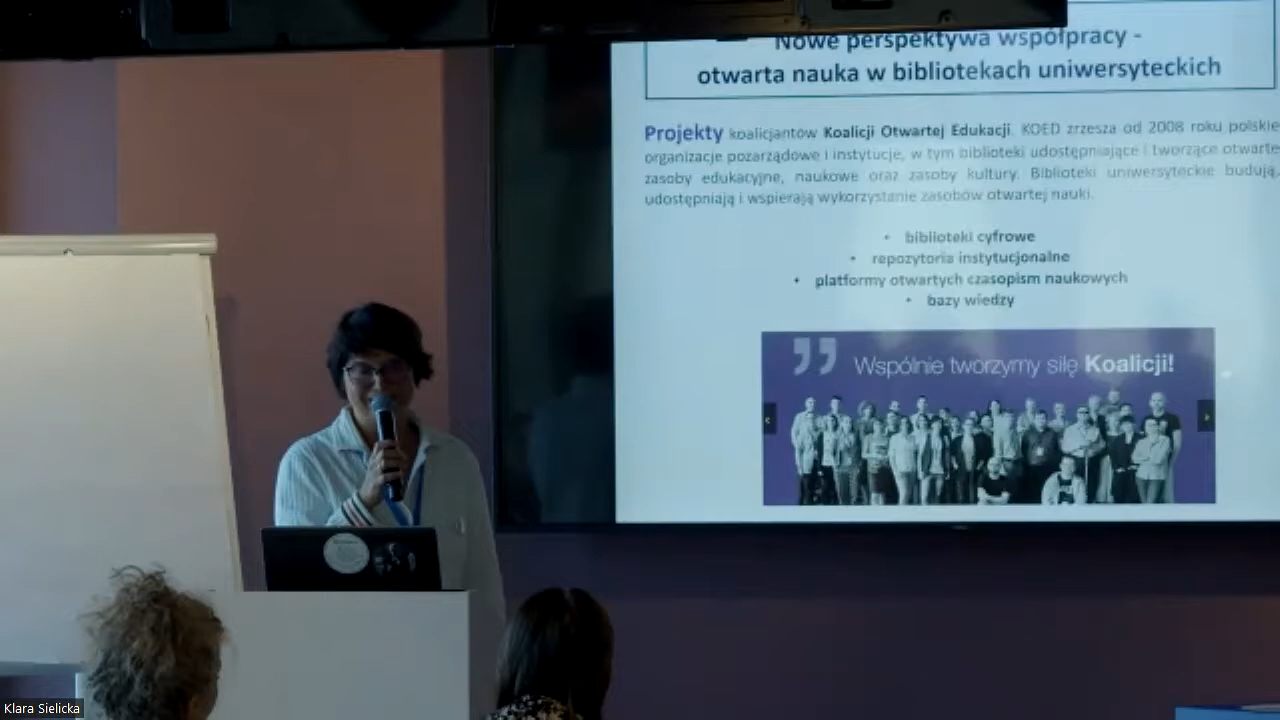 Nowe perspektywa współpracy -
otwarta nauka w bibliotekach uniwersyteckich
Projekty koalicjantów Koalicji Otwartej Edukacji. KOED zrzesza od 2008 roku polskie
organizacje pozarządowe i instytucje, w tym biblioteki udostępniające i tworzące otwarte
zasoby edukacyjne, naukowe oraz zasoby kultury. Biblioteki uniwersyteckie budują,
udostępniają i wspierają wykorzystanie zasobów otwartej nauki.
• biblioteki cyfrowe
• repozytoria instytucjonalne
• platformy otwartych czasopism naukowych
• bazy wiedzy
" Wspólnie tworzymy siłę Koalicji!
Klara Sielicka